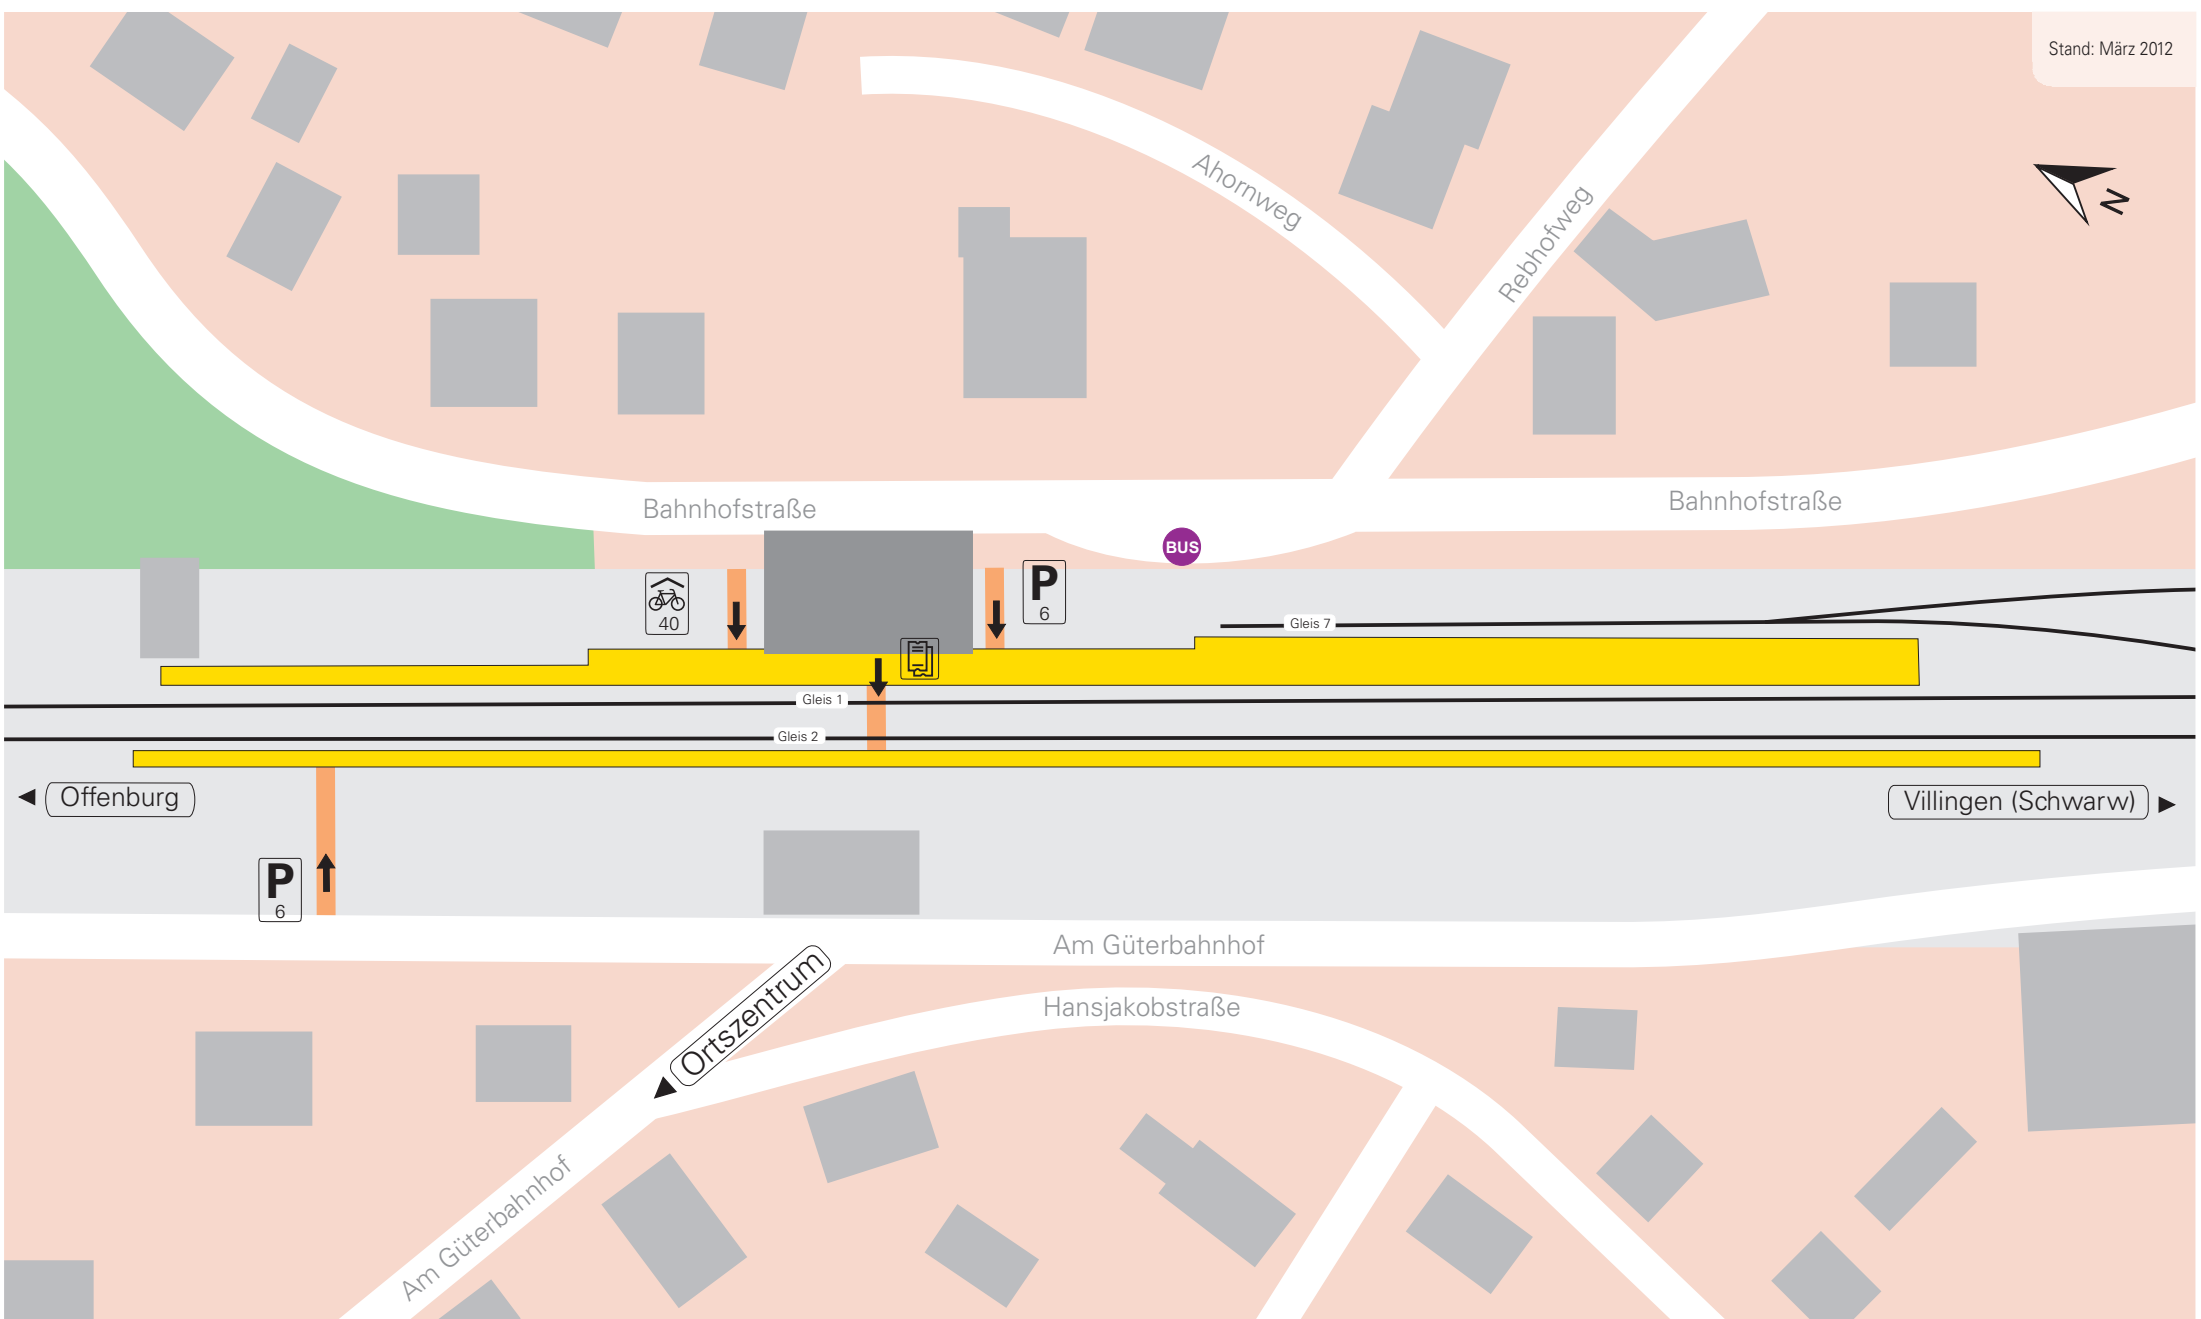 Stand: März 2012
Ahornweg
Rebhofweg
N
Bahnhofstraße
Bahnhofstraße
BUS
40
P
6
Gleis 7
Gleis 1
Gleis 2
Offenburg
Villingen (Schwarw)
P
6
Am Güterbahnhof
Ortszentrum
Hansjakobstraße
Am Güterbahnhof